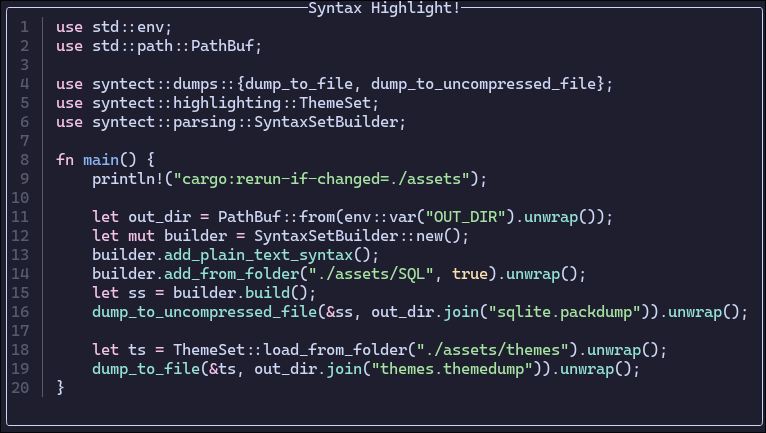 Syntax Highlight!
1 use std::env;
2 use std::path::PathBuf;
3
4 use syntect::dumps::{dump_to_file, dump_to_uncompressed_file};
5 use syntect::highlighting::ThemeSet;
6 use syntect::parsing::SyntaxSetBuilder;
7
8 fn main() {
9     println!("cargo:rerun-if-changed=./assets");
10
11     let out_dir = PathBuf::from(env::var("OUT_DIR").unwrap());
12     let mut builder = SyntaxSetBuilder::new();
13     builder.add_plain_text_syntax();
14     builder.add_from_folder("./assets/SQL", true).unwrap();
15     let ss = builder.build();
16     dump_to_uncompressed_file(&ss, out_dir.join("sqlite.packdump")).unwrap();
17
18     let ts = ThemeSet::load_from_folder("./assets/themes").unwrap();
19     dump_to_file(&ts, out_dir.join("themes.themedump")).unwrap();
20 }